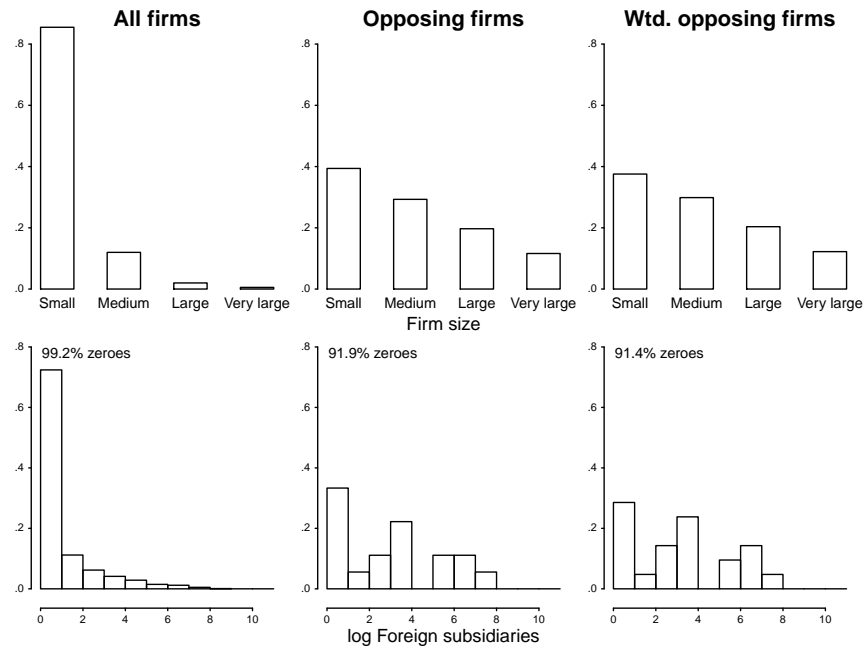 All firms
Opposing firms
Wtd. opposing firms
.8
.6
.4
.2
.0
Small Medium Large Very large
.8
.6
.4
.2
.0
Small Medium Large Very large
.8
.6
.4
.2
.0
Small Medium Large Very large
Firm size
99.2% zeroes
.8
.6
.4
.2
.0
0 2 4 6 8 10
91.9% zeroes
.8
.6
.4
.2
.0
0 2 4 6 8 10
91.4% zeroes
.8
.6
.4
.2
.0
0 2 4 6 8 10
log Foreign subsidiaries